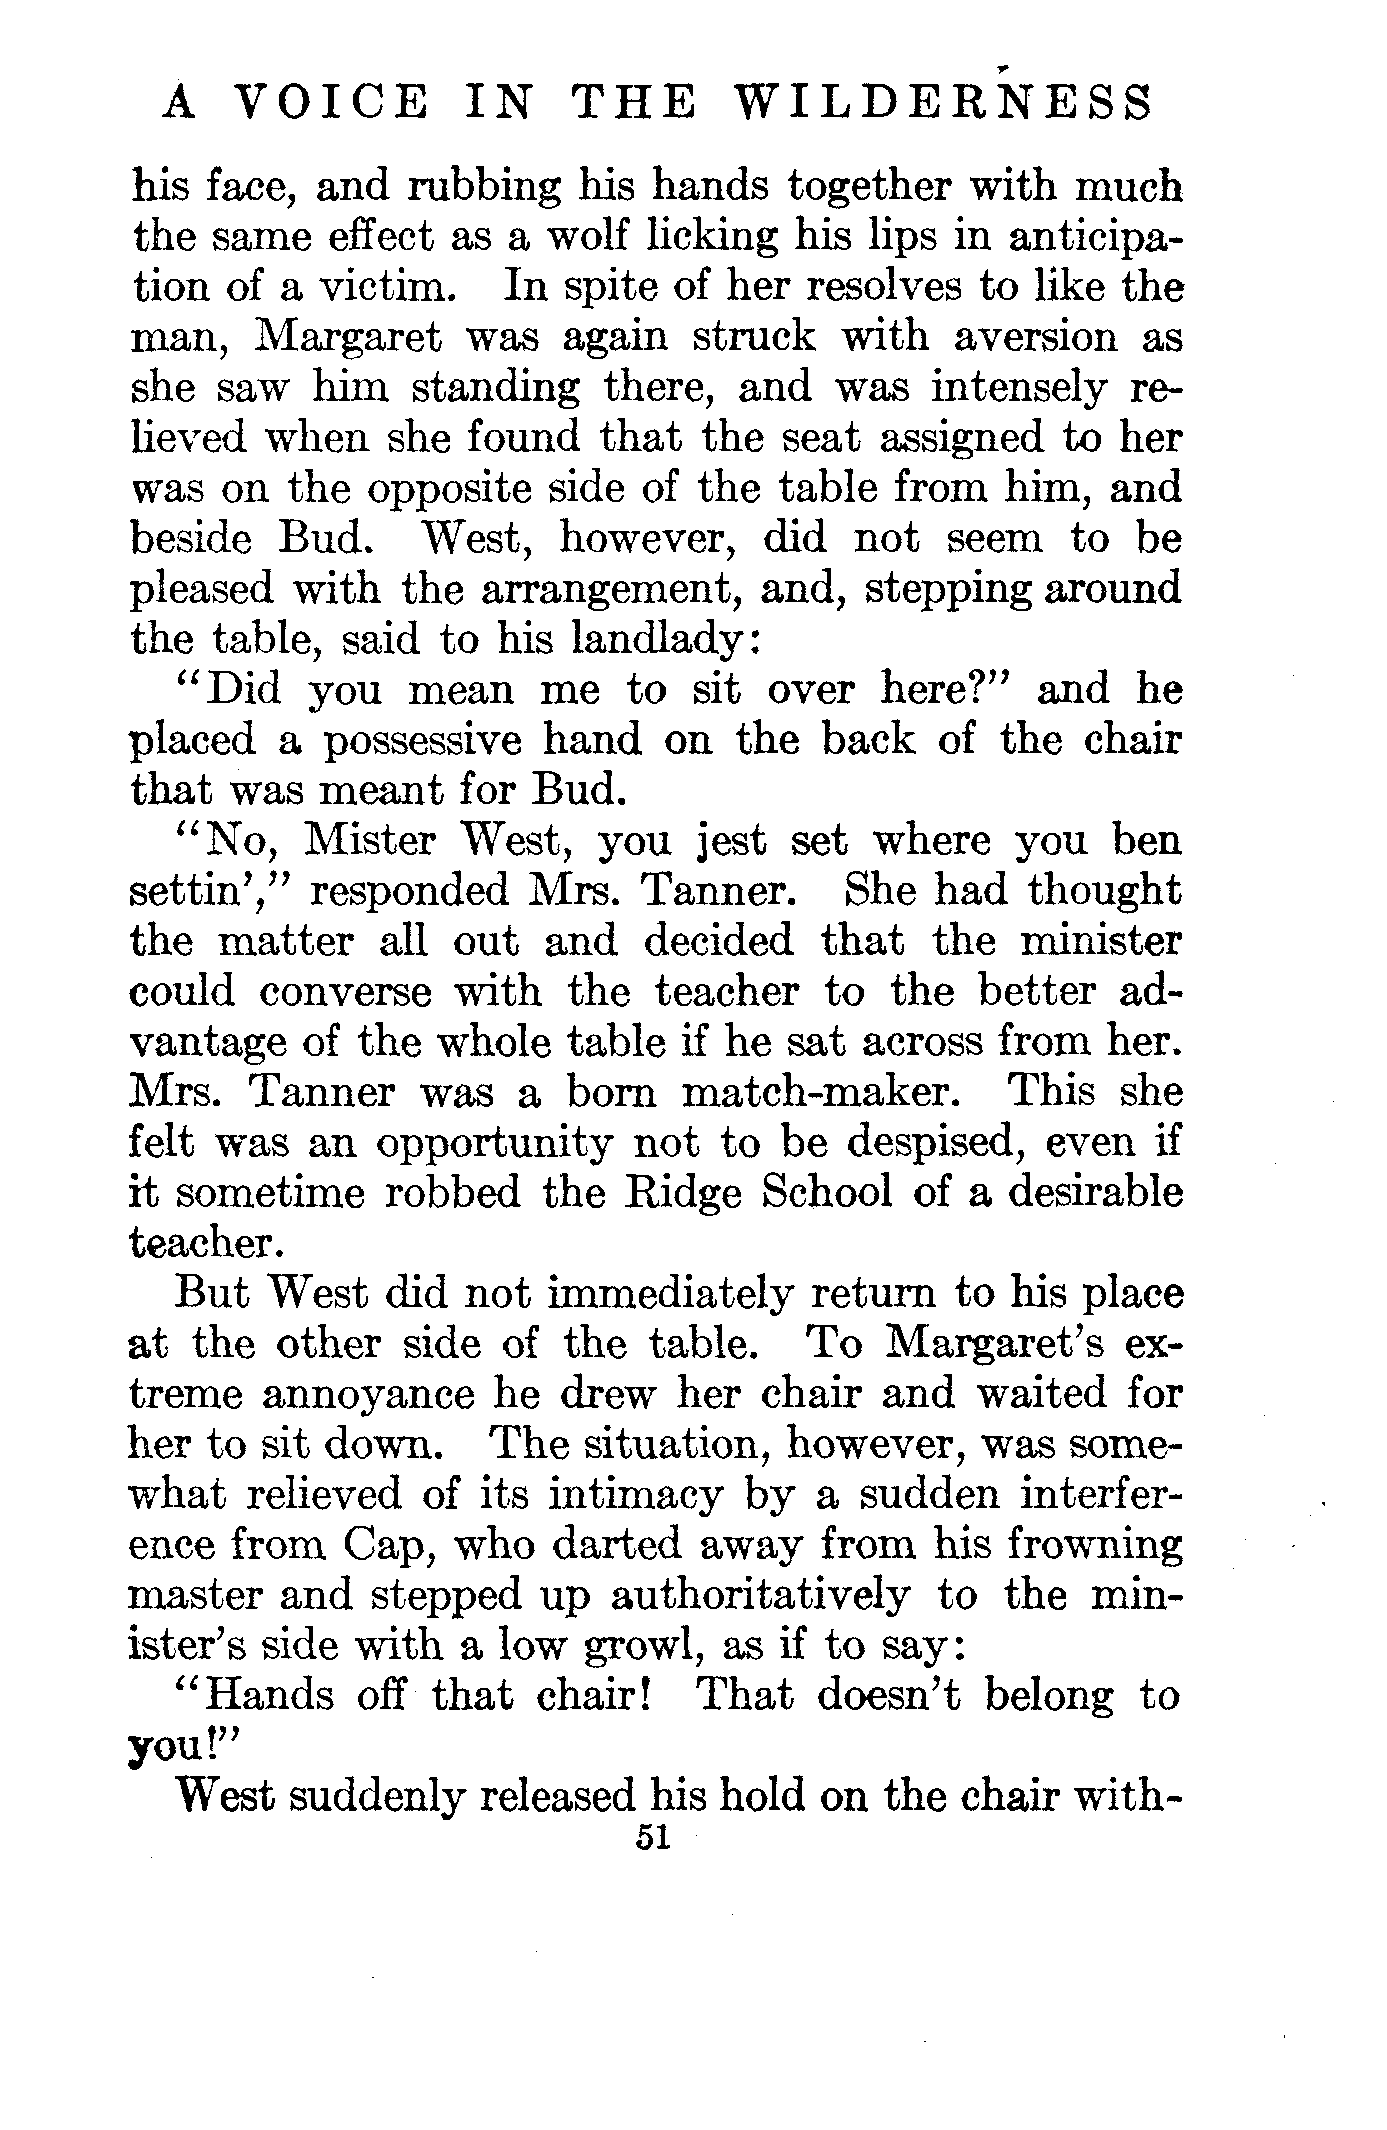 A VOICE IN THE WILDERNESS
his face, and rubbing his hands together with much
the same effect as a wolf licking his lips in anticipa-
tion of a victim. In spite of her resolves to like the
man, Margaret was again struck with aversion as
she saw him standing there, and was intensely re-
lieved when she found that the seat assigned to her
was on the opposite side of the table from him, and
beside Bud. West, however, did not seem to be
pleased with the arrangement, and, stepping around
the table, said to his landlady:
"Did you mean me to sit over here?" and he
placed a possessive hand on the back of the chair
that was meant for Bud.
"No, Mister West, you jest set where you ben
settin'," responded Mrs. Tanner. She had thought
the matter all out and decided that the minister
could converse with the teacher to the better ad-
vantage of the whole table if he sat across from her.
Mrs. Tanner was a born match-maker. This she
felt was an opportunity not to be despised, even if
it sometime robbed the Ridge School of a desirable
teacher.
But West did not immediately return to his place
at the other side of the table. To Margaret's ex-
treme annoyance he drew her chair and waited for
her to sit down. The situation, however, was some-
what relieved of its intimacy by a sudden interfer-
ence from Cap, who darted away from his frowning
master and stepped up authoritatively to the min-
ister's side with a low growl, as if to say:
"Hands off that chair! That doesn't belong to
you!"
West suddenly released his hold on the chair with-
51